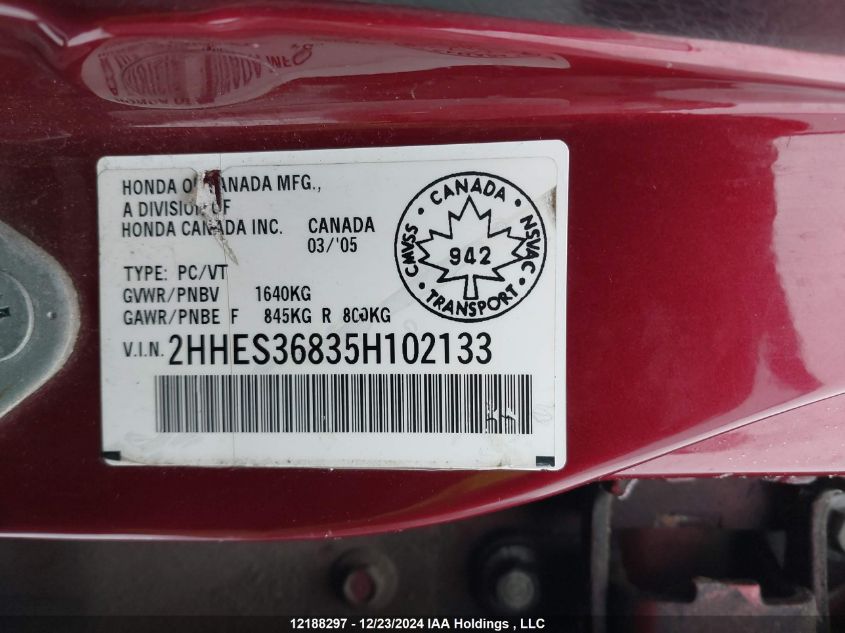 HONDA OF CANADA MFG.,
A DIVISION OF
HONDA CANADA INC. CANADA
03/'05
TYPE: PC/VT
GVWR/PNBV 1640KG
GAWR/PNBE F 845KG R 800KG
V.I.N. 2HHES36835H102133
• CANADA •
CMVSS NSVAC
942
• TRANSPORT •
12188297 - 12/23/2024 IAA Holdings , LLC